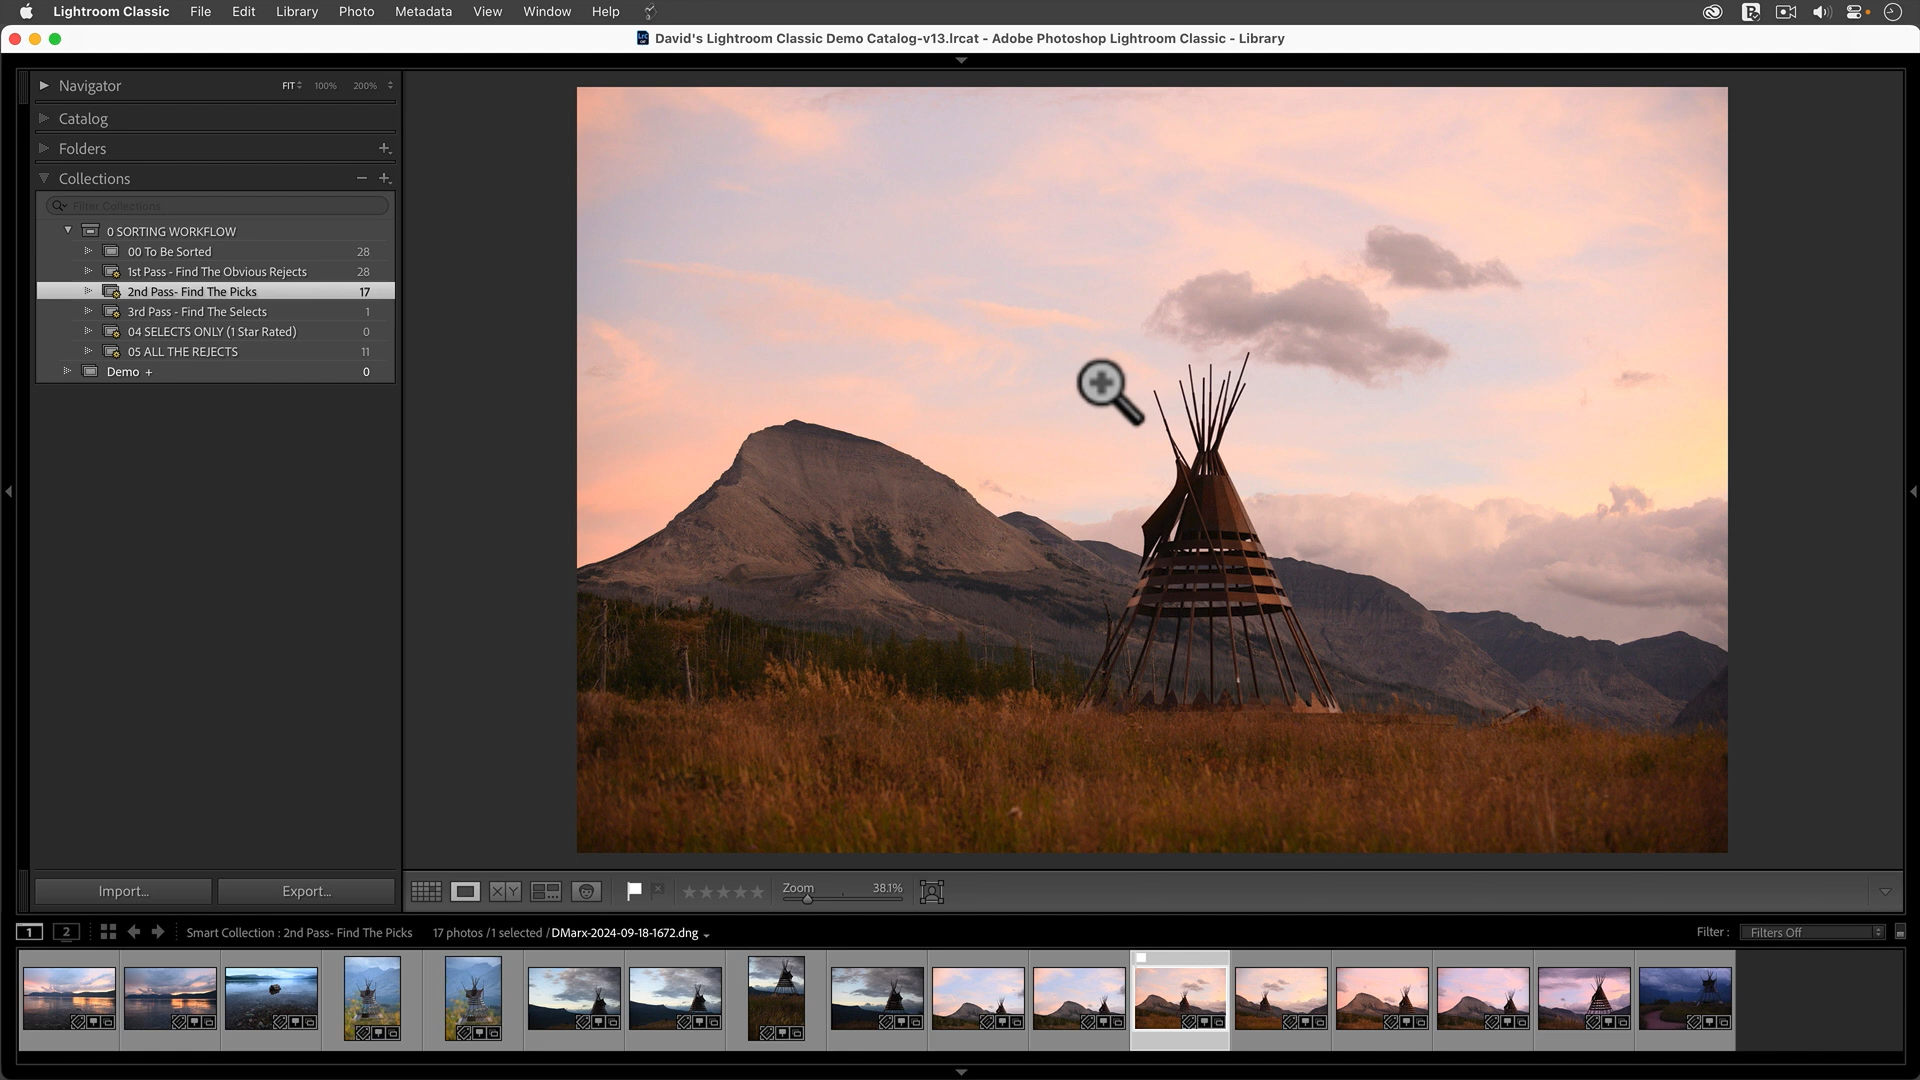 Lightroom Classic File Edit Library Photo Metadata View Window Help
David's Lightroom Classic Demo Catalog-v13.lrcat - Adobe Photoshop Lightroom Classic - Library
Navigator FIT 100% 200%
Catalog
Folders
Collections
Filter Collections
0 SORTING WORKFLOW
00 To Be Sorted 28
1st Pass - Find The Obvious Rejects 28
2nd Pass- Find The Picks 17
3rd Pass - Find The Selects 1
04 SELECTS ONLY (1 Star Rated) 0
05 ALL THE REJECTS 11
Demo + 0
Import... Export...
X Y
Zoom 38.1%
1 2 Smart Collection : 2nd Pass- Find The Picks 17 photos / 1 selected / DMarx-2024-09-18-1672.dng
Filter : Filters Off